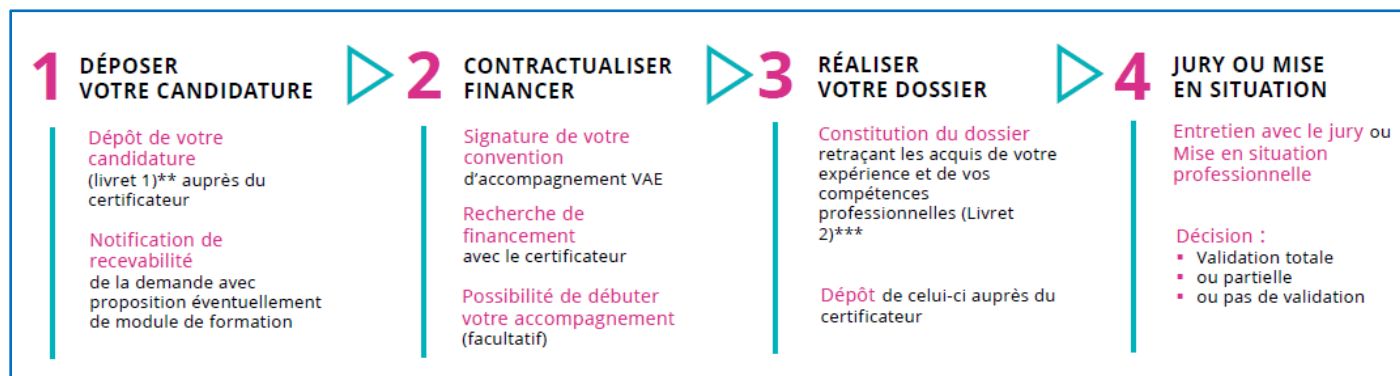 1 DÉPOSER
VOTRE CANDIDATURE
Dépôt de votre
candidature
(livret 1)** auprès du
certificateur
Notification de
recevabilité
de la demande avec
proposition éventuellement
de module de formation
2 CONTRACTUALISER
FINANCER
Signature de votre
convention
d’accompagnement VAE
Recherche de
financement
avec le certificateur
Possibilité de débuter
votre accompagnement
(facultatif)
3 RÉALISER
VOTRE DOSSIER
Constitution du dossier
retraçant les acquis de votre
expérience et de vos
compétences
professionnelles (Livret
2)***
Dépôt de celui-ci auprès du
certificateur
4 JURY OU MISE
EN SITUATION
Entretien avec le jury ou
Mise en situation
professionnelle
Décision :
▪ Validation totale
▪ ou partielle
▪ ou pas de validation